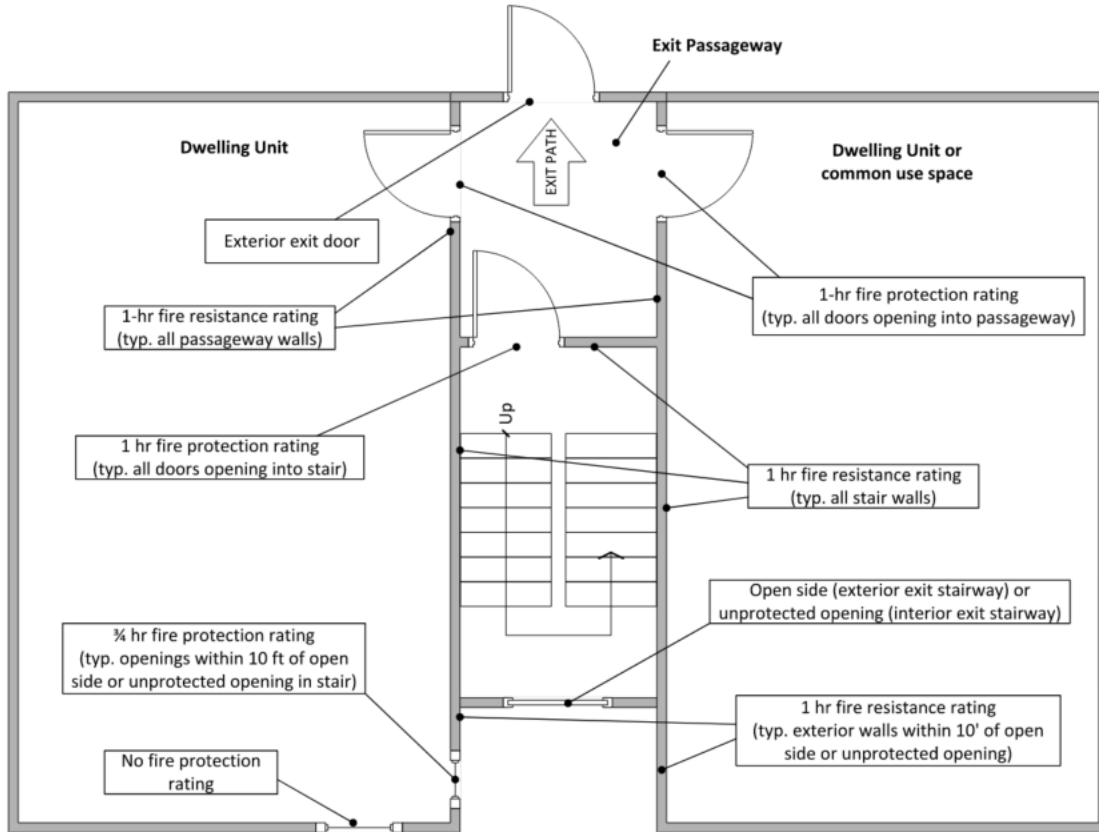 Exit Passageway
Dwelling Unit
Dwelling Unit or
common use space
EXIT PATH
Exterior exit door
1-hr fire resistance rating
(typ. all passageway walls)
1-hr fire protection rating
(typ. all doors opening into passageway)
Up
1 hr fire protection rating
(typ. all doors opening into stair)
1 hr fire resistance rating
(typ. all stair walls)
Open side (exterior exit stairway) or
unprotected opening (interior exit stairway)
¾ hr fire protection rating
(typ. openings within 10 ft of open
side or unprotected opening in stair)
1 hr fire resistance rating
(typ. exterior walls within 10' of open
side or unprotected opening)
No fire protection
rating